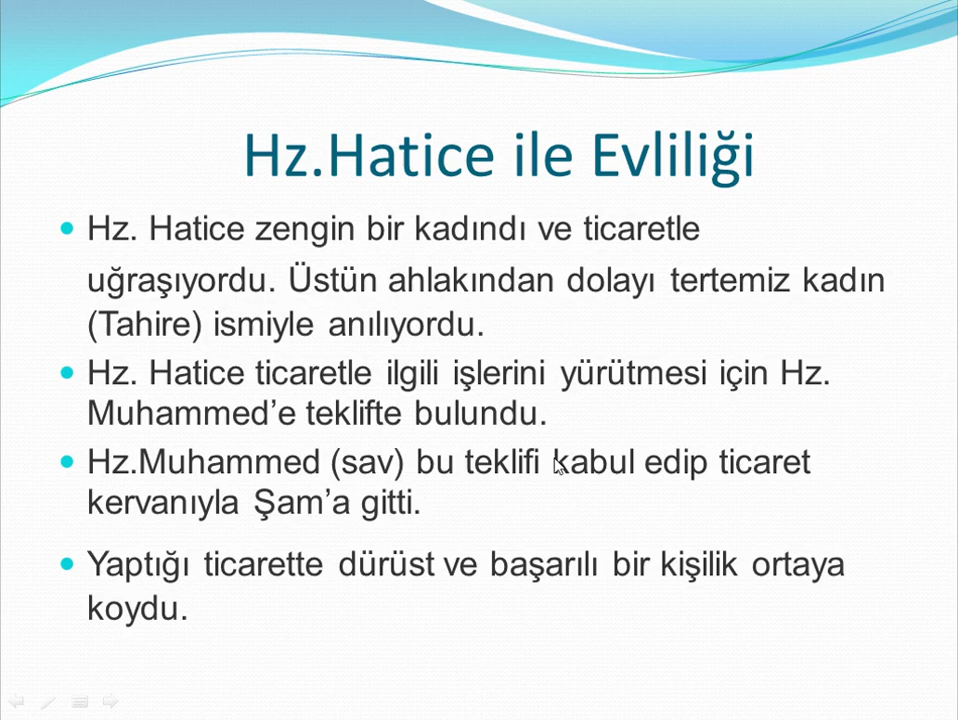 Hz.Hatice ile Evliliği
• Hz. Hatice zengin bir kadındı ve ticaretle
uğraşıyordu. Üstün ahlakından dolayı tertemiz kadın
(Tahire) ismiyle anılıyordu.
• Hz. Hatice ticaretle ilgili işlerini yürütmesi için Hz.
Muhammed’e teklifte bulundu.
• Hz.Muhammed (sav) bu teklifi kabul edip ticaret
kervanıyla Şam’a gitti.
• Yaptığı ticarette dürüst ve başarılı bir kişilik ortaya
koydu.